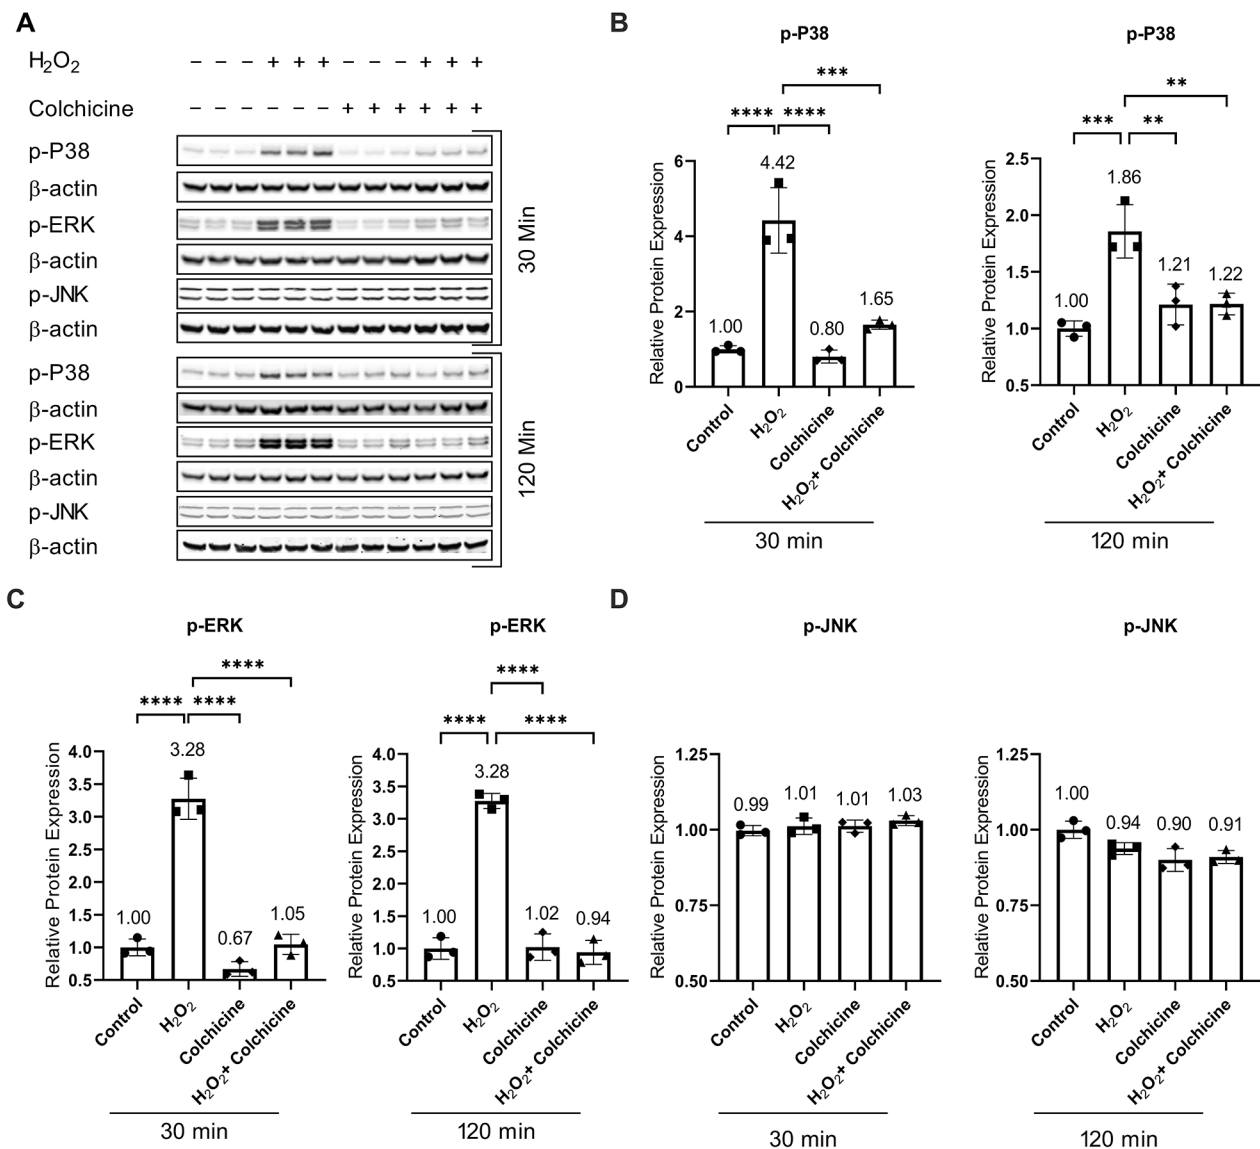 A
H₂O₂ − − − + + + − − − + + +
Colchicine − − − − − − + + + + + +
p-P38
β-actin
p-ERK
β-actin
p-JNK
β-actin
30 Min
p-P38
β-actin
p-ERK
β-actin
p-JNK
β-actin
120 Min
B
p-P38
***
**** ****
Relative Protein Expression
6
4
2
0
1.00
4.42
0.80
1.65
Control
H₂O₂
Colchicine
H₂O₂+ Colchicine
30 min
p-P38
**
*** **
Relative Protein Expression
2.5
2.0
1.5
1.0
0.5
1.00
1.86
1.21
1.22
Control
H₂O₂
Colchicine
H₂O₂+ Colchicine
120 min
C
p-ERK
****
**** ****
Relative Protein Expression
4.0
3.5
3.0
2.5
2.0
1.5
1.0
0.5
1.00
3.28
0.67
1.05
Control
H₂O₂
Colchicine
H₂O₂+ Colchicine
30 min
p-ERK
****
**** ****
Relative Protein Expression
4.0
3.5
3.0
2.5
2.0
1.5
1.0
0.5
1.00
3.28
1.02
0.94
Control
H₂O₂
Colchicine
H₂O₂+ Colchicine
120 min
D
p-JNK
Relative Protein Expression
1.25
1.00
0.75
0.50
0.99
1.01
1.01
1.03
Control
H₂O₂
Colchicine
H₂O₂+ Colchicine
30 min
p-JNK
Relative Protein Expression
1.25
1.00
0.75
0.50
1.00
0.94
0.90
0.91
Control
H₂O₂
Colchicine
H₂O₂+ Colchicine
120 min